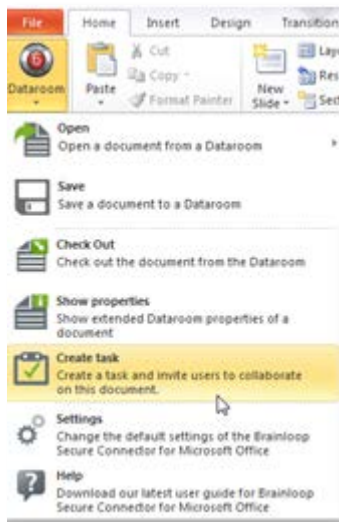 File Home Insert Design Transition
Cut
Copy
Format Painter
Dataroom
Paste
New
Slide
Lay
Res
Sect
Open
Open a document from a Dataroom
Save
Save a document to a Dataroom
Check Out
Check out the document from the Dataroom
Show properties
Show extended Dataroom properties of a
document
Create task
Create a task and invite users to collaborate
on this document.
Settings
Change the default settings of the Brainloop
Secure Connector for Microsoft Office
Help
Download our latest user guide for Brainloop
Secure Connector for Microsoft Office